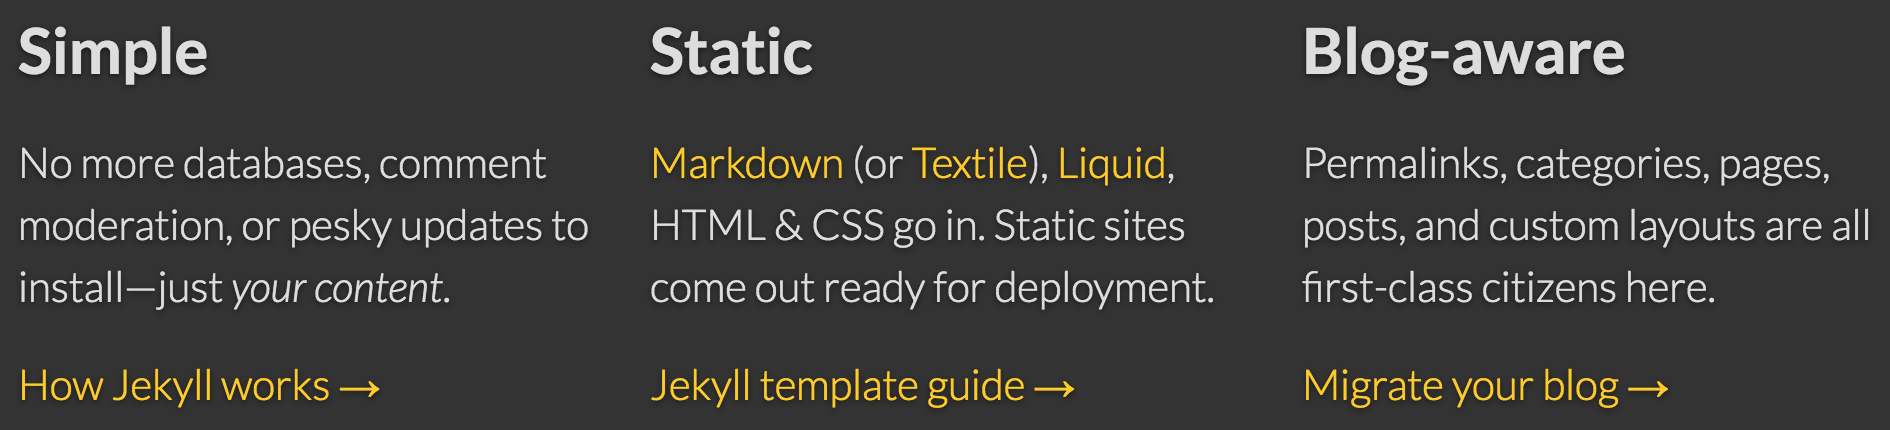 Simple
No more databases, comment
moderation, or pesky updates to
install—just your content.
How Jekyll works →
Static
Markdown (or Textile), Liquid,
HTML & CSS go in. Static sites
come out ready for deployment.
Jekyll template guide →
Blog-aware
Permalinks, categories, pages,
posts, and custom layouts are all
first-class citizens here.
Migrate your blog →